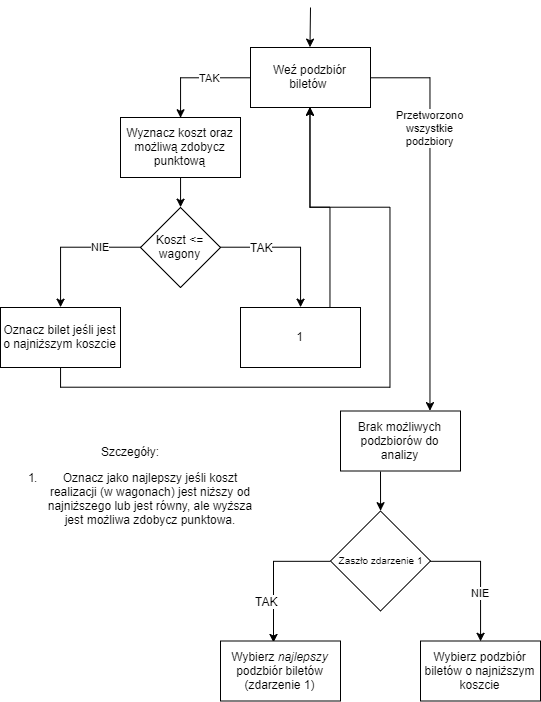 Weź podzbiór
biletów
TAK
Przetworzono
wszystkie
podzbiory
Wyznacz koszt oraz
możliwą zdobycz
punktową
Koszt <=
wagony
NIE
TAK
Oznacz bilet jeśli jest
o najniższym koszcie
1
Brak możliwych
podzbiorów do
analizy
Szczegóły:
1. Oznacz jako najlepszy jeśli koszt
realizacji (w wagonach) jest niższy od
najniższego lub jest równy, ale wyższa
jest możliwa zdobycz punktowa.
Zaszło zdarzenie 1
TAK
NIE
Wybierz najlepszy
podzbiór biletów
(zdarzenie 1)
Wybierz podzbiór
biletów o najniższym
koszcie